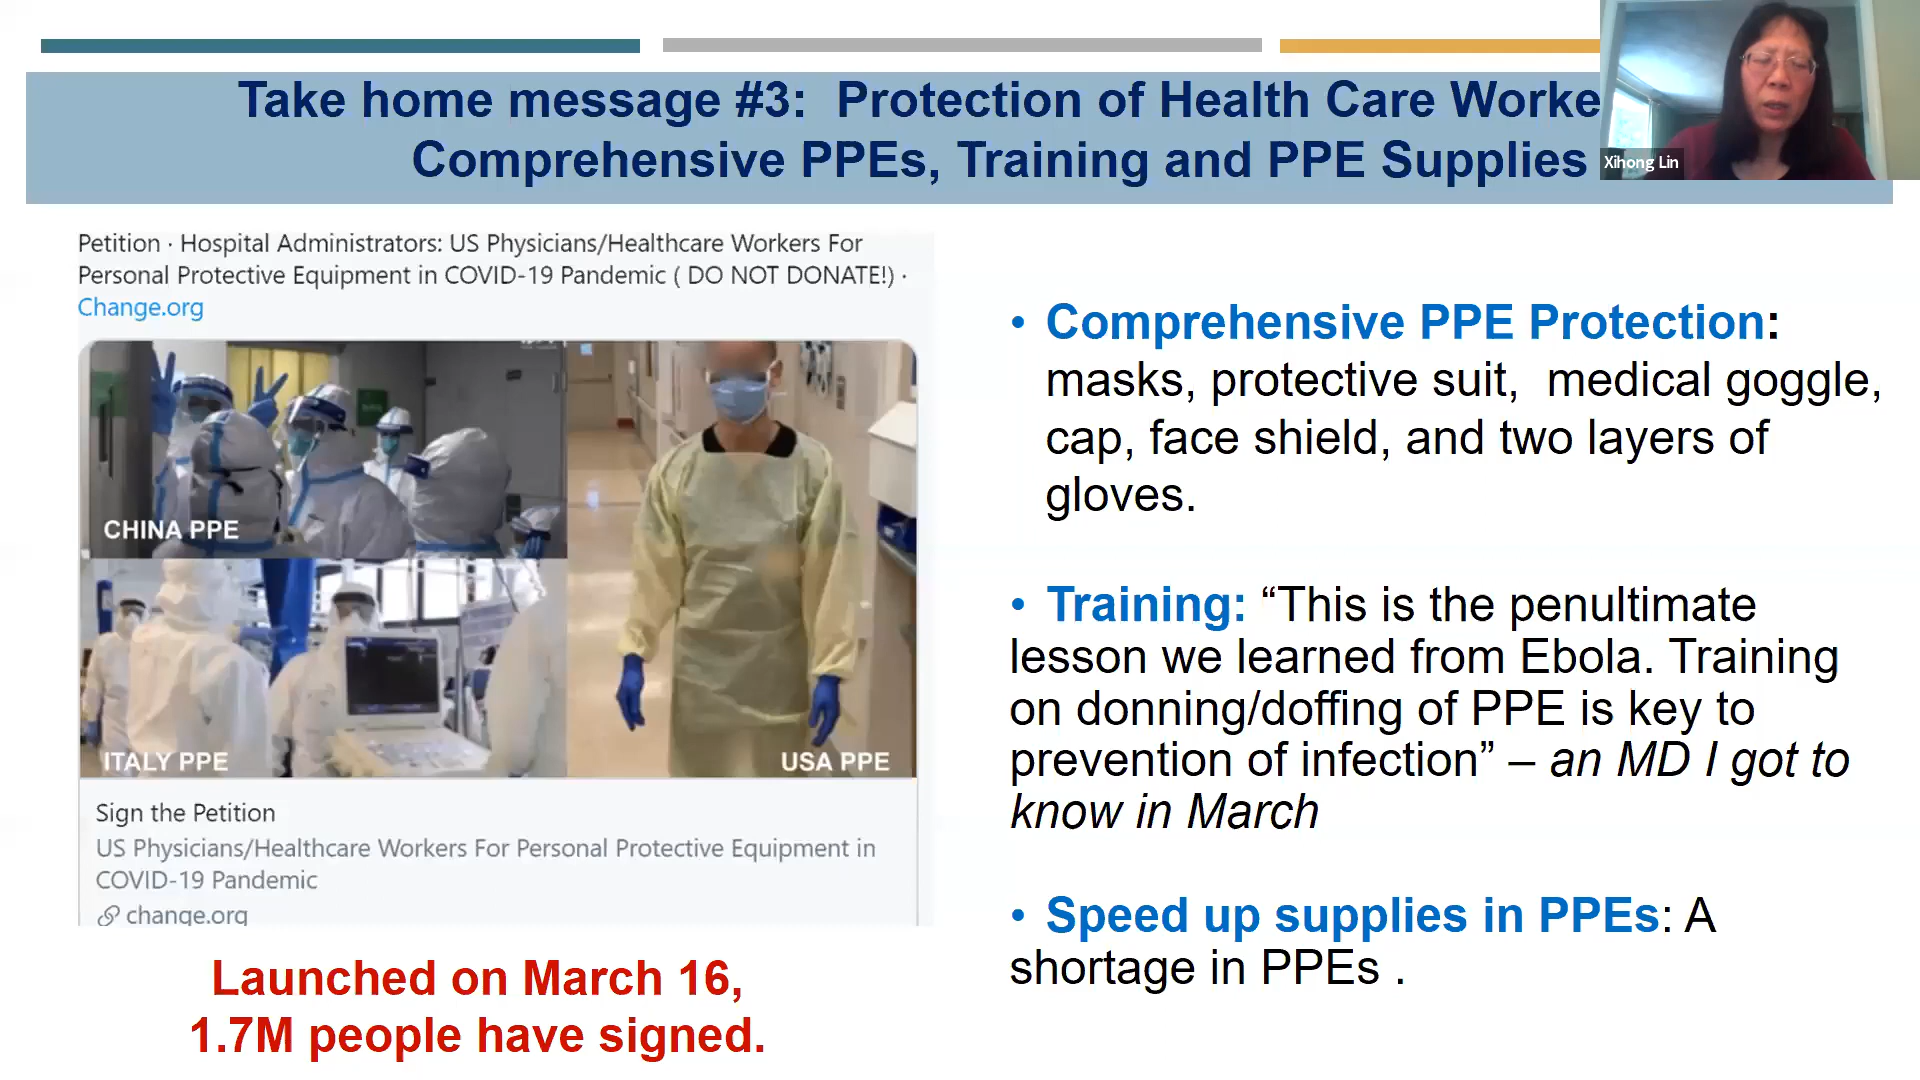 Take home message #3:  Protection of Health Care Worke
Comprehensive PPEs, Training and PPE Supplies
Xihong Lin
Petition · Hospital Administrators: US Physicians/Healthcare Workers For
Personal Protective Equipment in COVID-19 Pandemic ( DO NOT DONATE!) ·
Change.org
CHINA PPE
ITALY PPE
USA PPE
Sign the Petition
US Physicians/Healthcare Workers For Personal Protective Equipment in
COVID-19 Pandemic
change.org
Launched on March 16,
1.7M people have signed.
• Comprehensive PPE Protection:
masks, protective suit,  medical goggle,
cap, face shield, and two layers of
gloves.
• Training: “This is the penultimate
lesson we learned from Ebola. Training
on donning/doffing of PPE is key to
prevention of infection” – an MD I got to
know in March
• Speed up supplies in PPEs: A
shortage in PPEs .